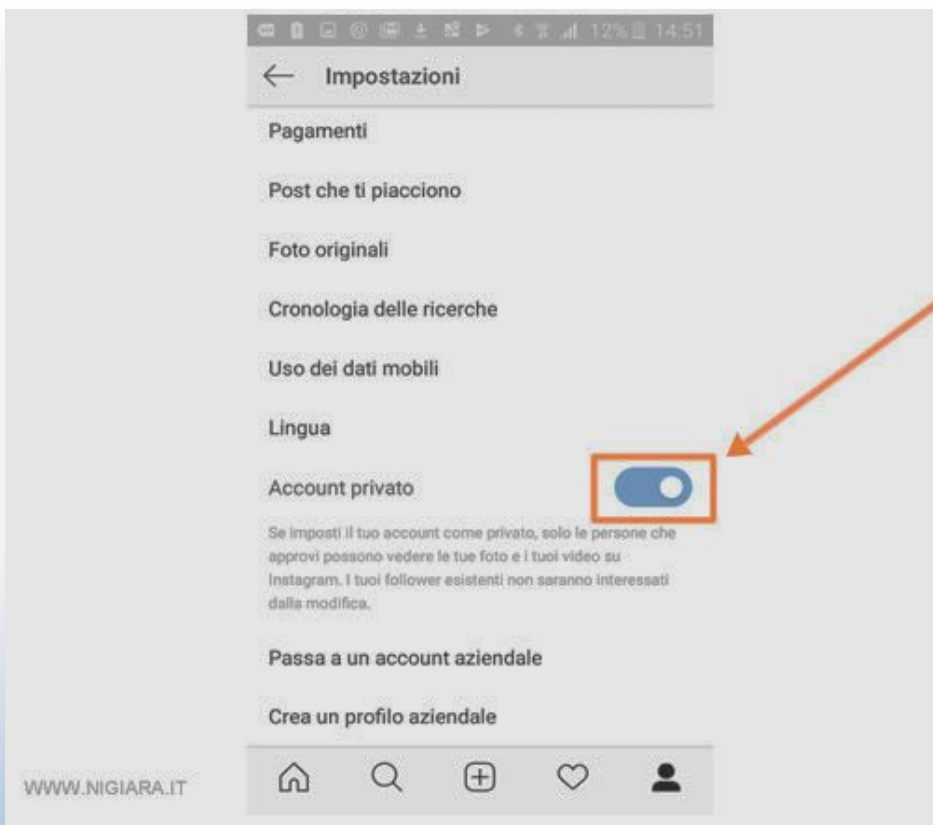 12% 14:51
Impostazioni
Pagamenti
Post che ti piacciono
Foto originali
Cronologia delle ricerche
Uso dei dati mobili
Lingua
Account privato
Se imposti il tuo account come privato, solo le persone che
approvi possono vedere le tue foto e i tuoi video su
Instagram. I tuoi follower esistenti non saranno interessati
dalla modifica.
Passa a un account aziendale
Crea un profilo aziendale
WWW.NIGIARA.IT